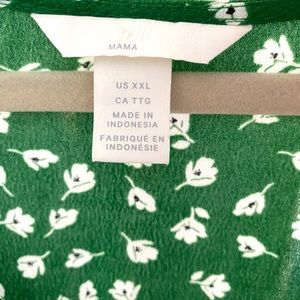 MAMA
US XXL
CA TTG
MADE IN
INDONESIA
FABRIQUÉ EN
INDONÉSIE